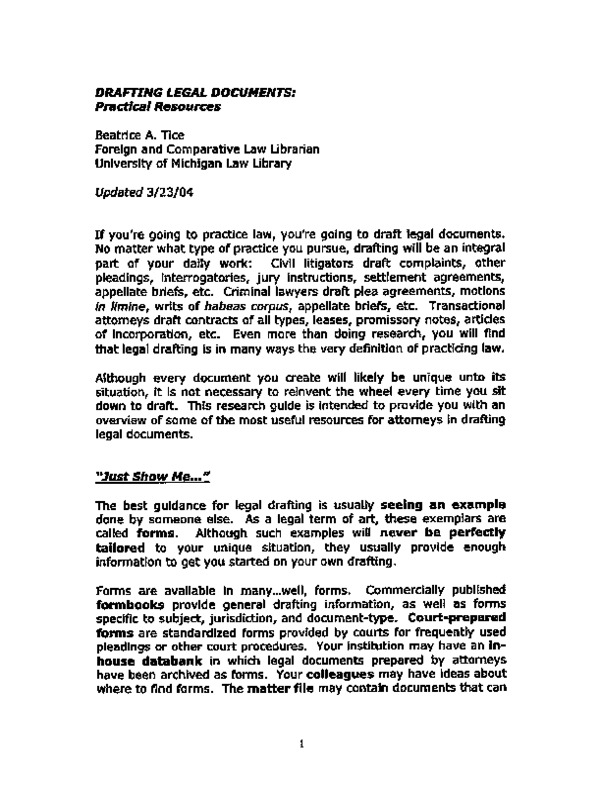 DRAFTING LEGAL DOCUMENTS:
Practical Resources
Beatrice A. Tice
Foreign and Comparative Law Librarian
University of Michigan Law Library
Updated 3/23/04
If you're going to practice law, you're going to draft legal documents.
No matter what type of practice you pursue, drafting will be an integral
part of your daily work: Civil litigators draft complaints, other
pleadings, interrogatories, jury instructions, settlement agreements,
appellate briefs, etc. Criminal lawyers draft plea agreements, motions
in limine, writs of habeas corpus, appellate briefs, etc. Transactional
attorneys draft contracts of all types, leases, promissory notes, articles
of incorporation, etc. Even more than doing research, you will find
that legal drafting is in many ways the very definition of practicing law.
Although every document you create will likely be unique unto its
situation, it is not necessary to reinvent the wheel every time you sit
down to draft. This research guide is intended to provide you with an
overview of some of the most useful resources for attorneys in drafting
legal documents.
"Just Show Me..."
The best guidance for legal drafting is usually seeing an example
done by someone else. As a legal term of art, these exemplars are
called forms. Although such examples will never be perfectly
tailored to your unique situation, they usually provide enough
information to get you started on your own drafting.
Forms are available in many...well, forms. Commercially published
formbooks provide general drafting information, as well as forms
specific to subject, jurisdiction, and document-type. Court-prepared
forms are standardized forms provided by courts for frequently used
pleadings or other court procedures. Your institution may have an in-
house databank in which legal documents prepared by attorneys
have been archived as forms. Your colleagues may have ideas about
where to find forms. The matter file may contain documents that can
1